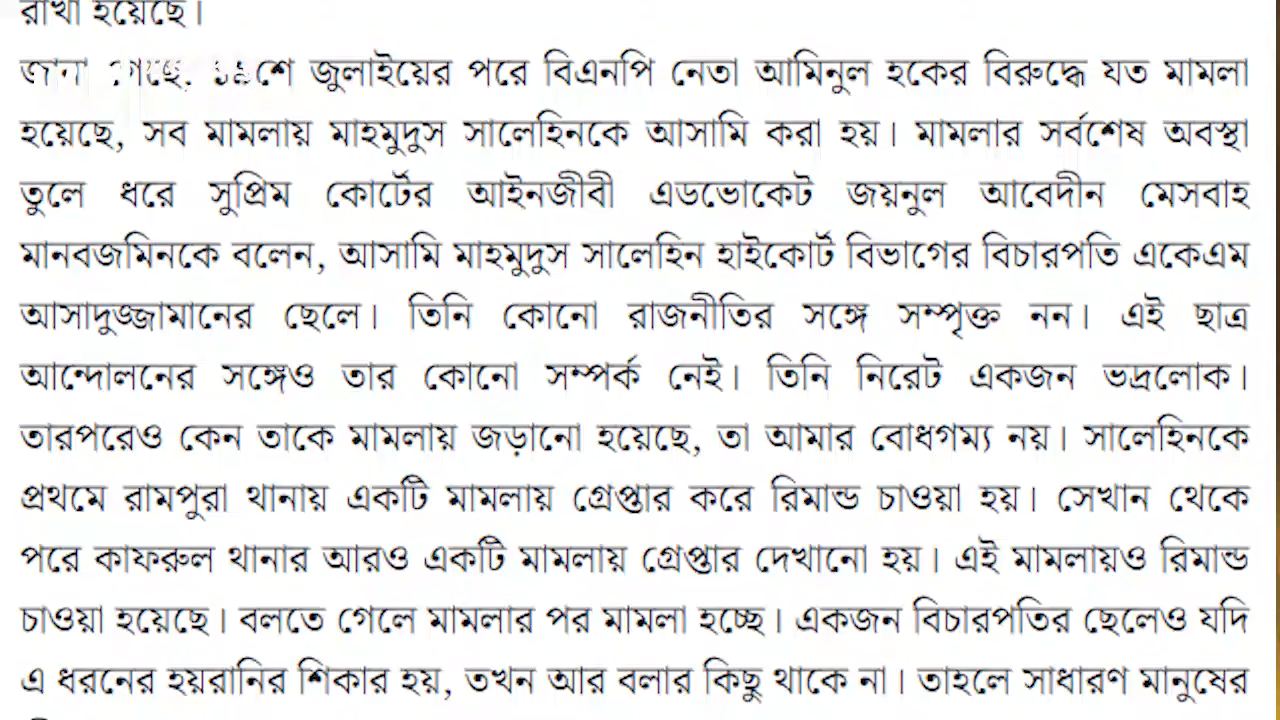 রাখা হয়েছে।
জানা গেছে, শে জুলাইয়ের পরে বিএনপি নেতা আমিনুল হকের বিরুদ্ধে যত মামলা
হয়েছে, সব মামলায় মাহমুদুস সালেহিনকে আসামি করা হয়। মামলার সর্বশেষ অবস্থা
তুলে ধরে সুপ্রিম কোর্টের আইনজীবী এডভোকেট জয়নুল আবেদীন মেসবাহ
মানবজমিনকে বলেন, আসামি মাহমুদুস সালেহিন হাইকোর্ট বিভাগের বিচারপতি একেএম
আসাদুজ্জামানের ছেলে। তিনি কোনো রাজনীতির সঙ্গে সম্পৃক্ত নন। এই ছাত্র
আন্দোলনের সঙ্গেও তার কোনো সম্পর্ক নেই। তিনি নিরেট একজন ভদ্রলোক।
তারপরেও কেন তাকে মামলায় জড়ানো হয়েছে, তা আমার বোধগম্য নয়। সালেহিনকে
প্রথমে রামপুরা থানায় একটি মামলায় গ্রেপ্তার করে রিমান্ড চাওয়া হয়। সেখান থেকে
পরে কাফরুল থানার আরও একটি মামলায় গ্রেপ্তার দেখানো হয়। এই মামলায়ও রিমান্ড
চাওয়া হয়েছে। বলতে গেলে মামলার পর মামলা হচ্ছে। একজন বিচারপতির ছেলেও যদি
এ ধরনের হয়রানির শিকার হয়, তখন আর বলার কিছু থাকে না। তাহলে সাধারণ মানুষের